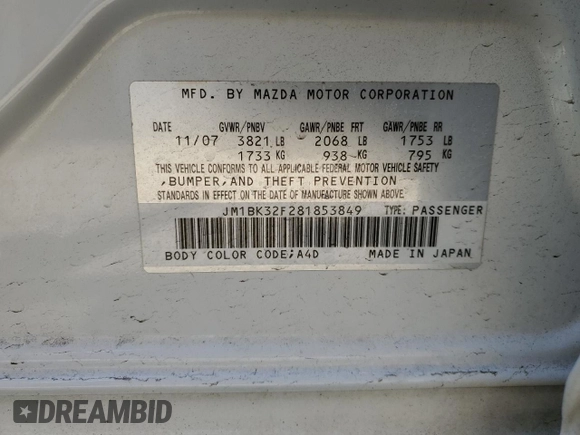 MFD. BY MAZDA MOTOR CORPORATION
DATE GVWR/PNBV GAWR/PNBE FRT GAWR/PNBE RR
11/07 3821 LB 2068 LB 1753 LB
1733 KG 938 KG 795 KG
THIS VEHICLE CONFORMS TO ALL APPLICABLE FEDERAL MOTOR VEHICLE SAFETY
,BUMPER,AND THEFT PREVENTION
STANDARDS IN EFFECT ON THE DATE OF MANUFACTURE SHOWN ABOVE.
JM1BK32F281853849 TYPE: PASSENGER
BODY COLOR CODE;A4D MADE IN JAPAN
DREAMBID